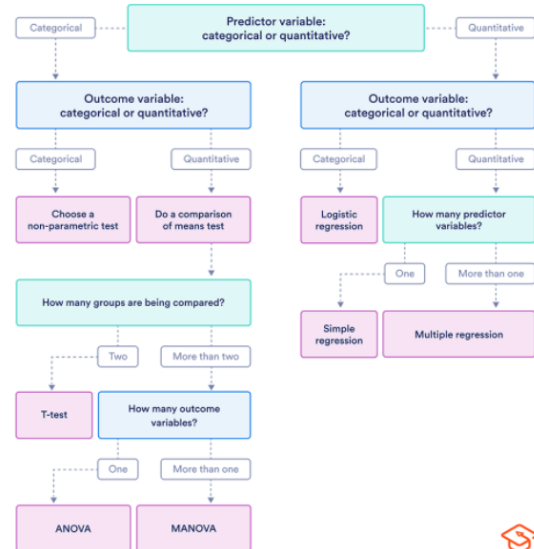 Predictor variable:
categorical or quantitative?
Categorical
Quantitative
Outcome variable:
categorical or quantitative?
Outcome variable:
categorical or quantitative?
Categorical
Quantitative
Categorical
Quantitative
Choose a
non-parametric test
Do a comparison
of means test
Logistic
regression
How many predictor
variables?
One
More than one
How many groups are being compared?
Simple
regression
Multiple regression
Two
More than two
T-test
How many outcome
variables?
One
More than one
ANOVA
MANOVA